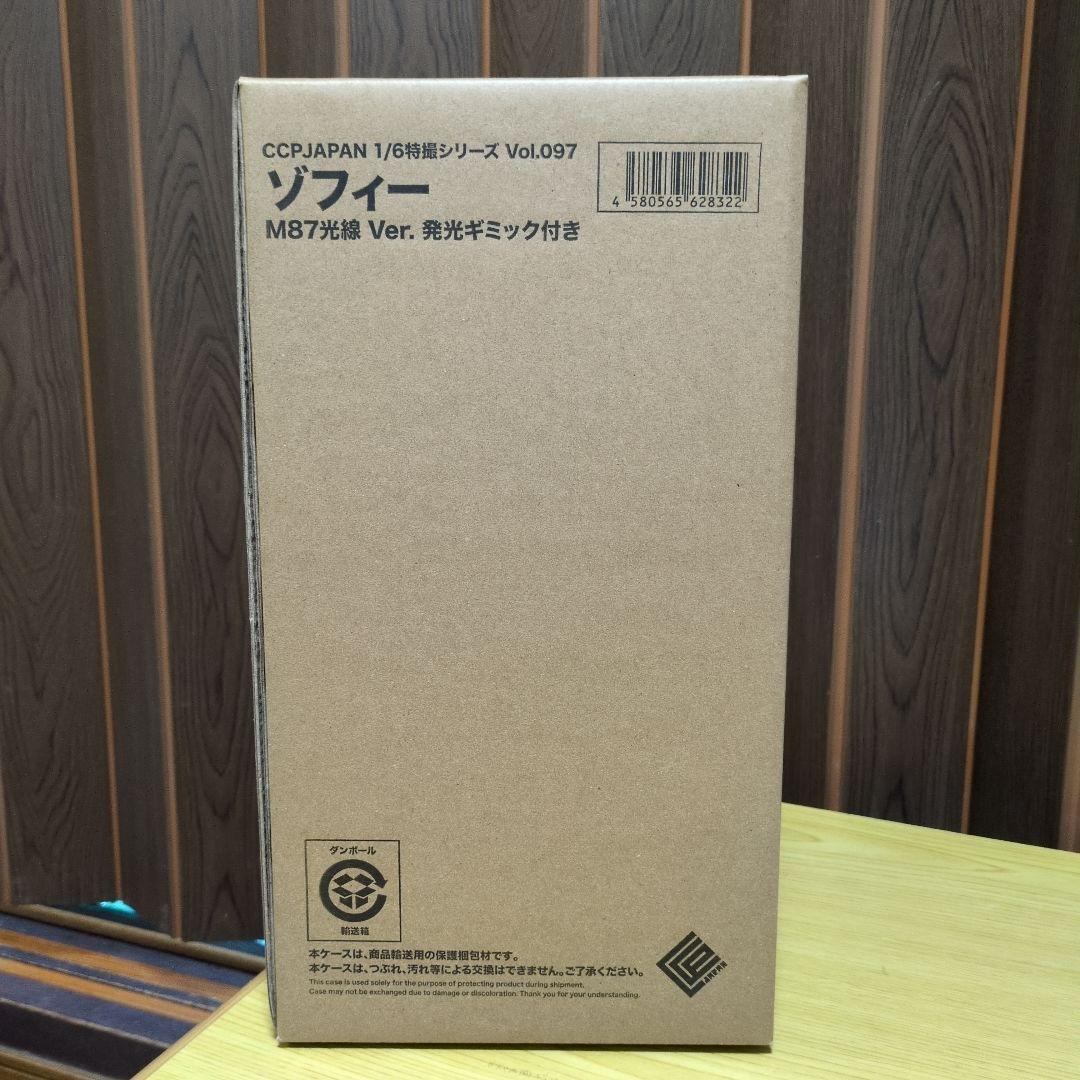 CCPJAPAN 1/6特撮シリーズ Vol.097
ゾフィー
M87光線 Ver. 発光ギミック付き
4 580565 628322
ダンボール
輸送箱
本ケースは、商品輸送用の保護梱包材です。
本ケースは、つぶれ、汚れ等による交換はできません。ご了承ください。
This case is used solely for the purpose of protecting product during shipment.
Case may not be exchanged due to damage or discoloration. Thank you for your understanding.
CCP
JAPAN